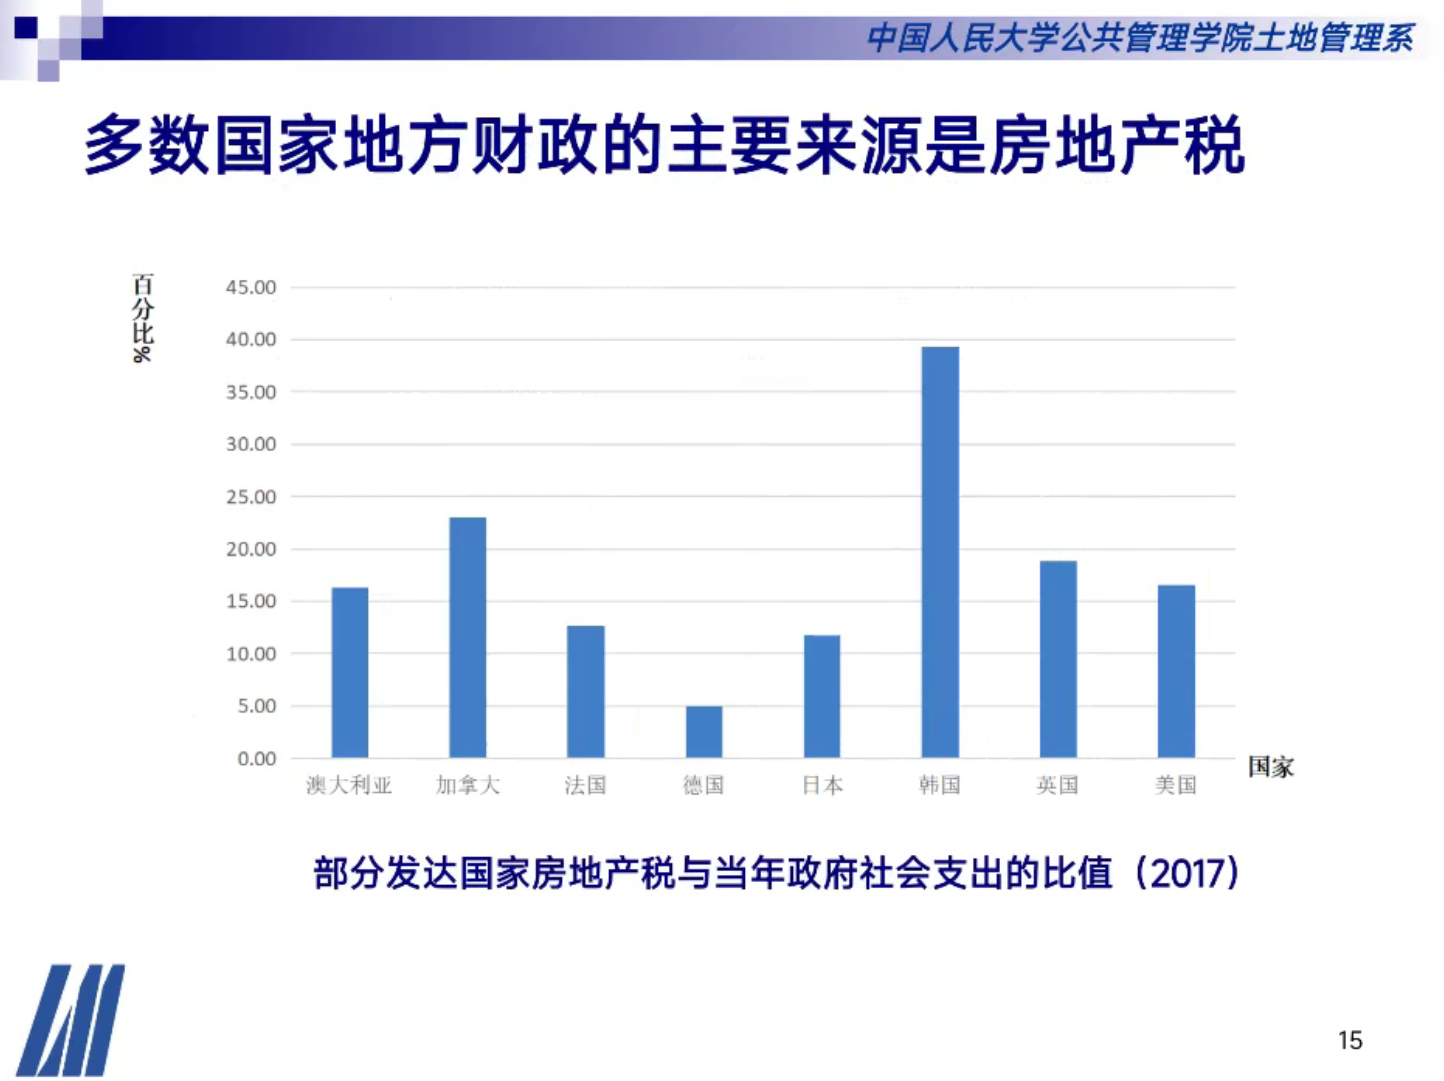 中国人民大学公共管理学院土地管理系
多数国家地方财政的主要来源是房地产税
百分比%
45.00
40.00
35.00
30.00
25.00
20.00
15.00
10.00
5.00
0.00
澳大利亚 加拿大 法国 德国 日本 韩国 英国 美国
国家
部分发达国家房地产税与当年政府社会支出的比值（2017）
15